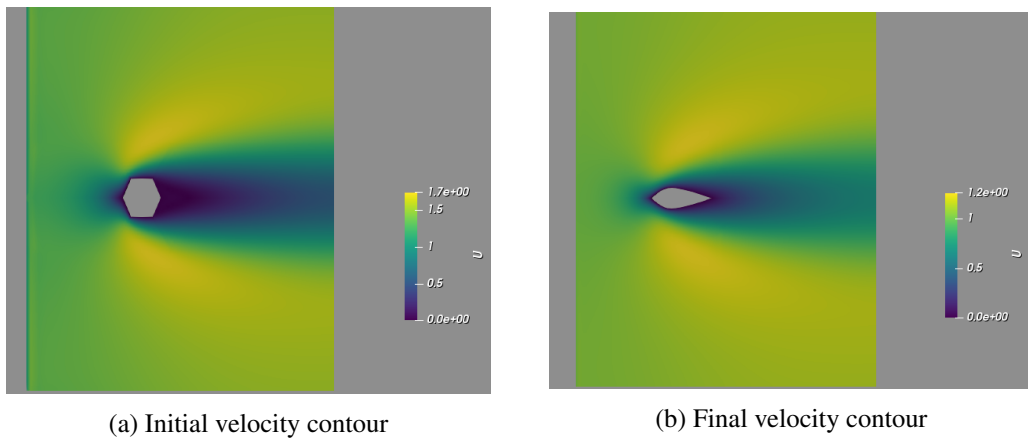 1.7e+00
1.5
1
0.5
0.0e+00
U
1.2e+00
1
0.5
0.0e+00
U
(a) Initial velocity contour
(b) Final velocity contour